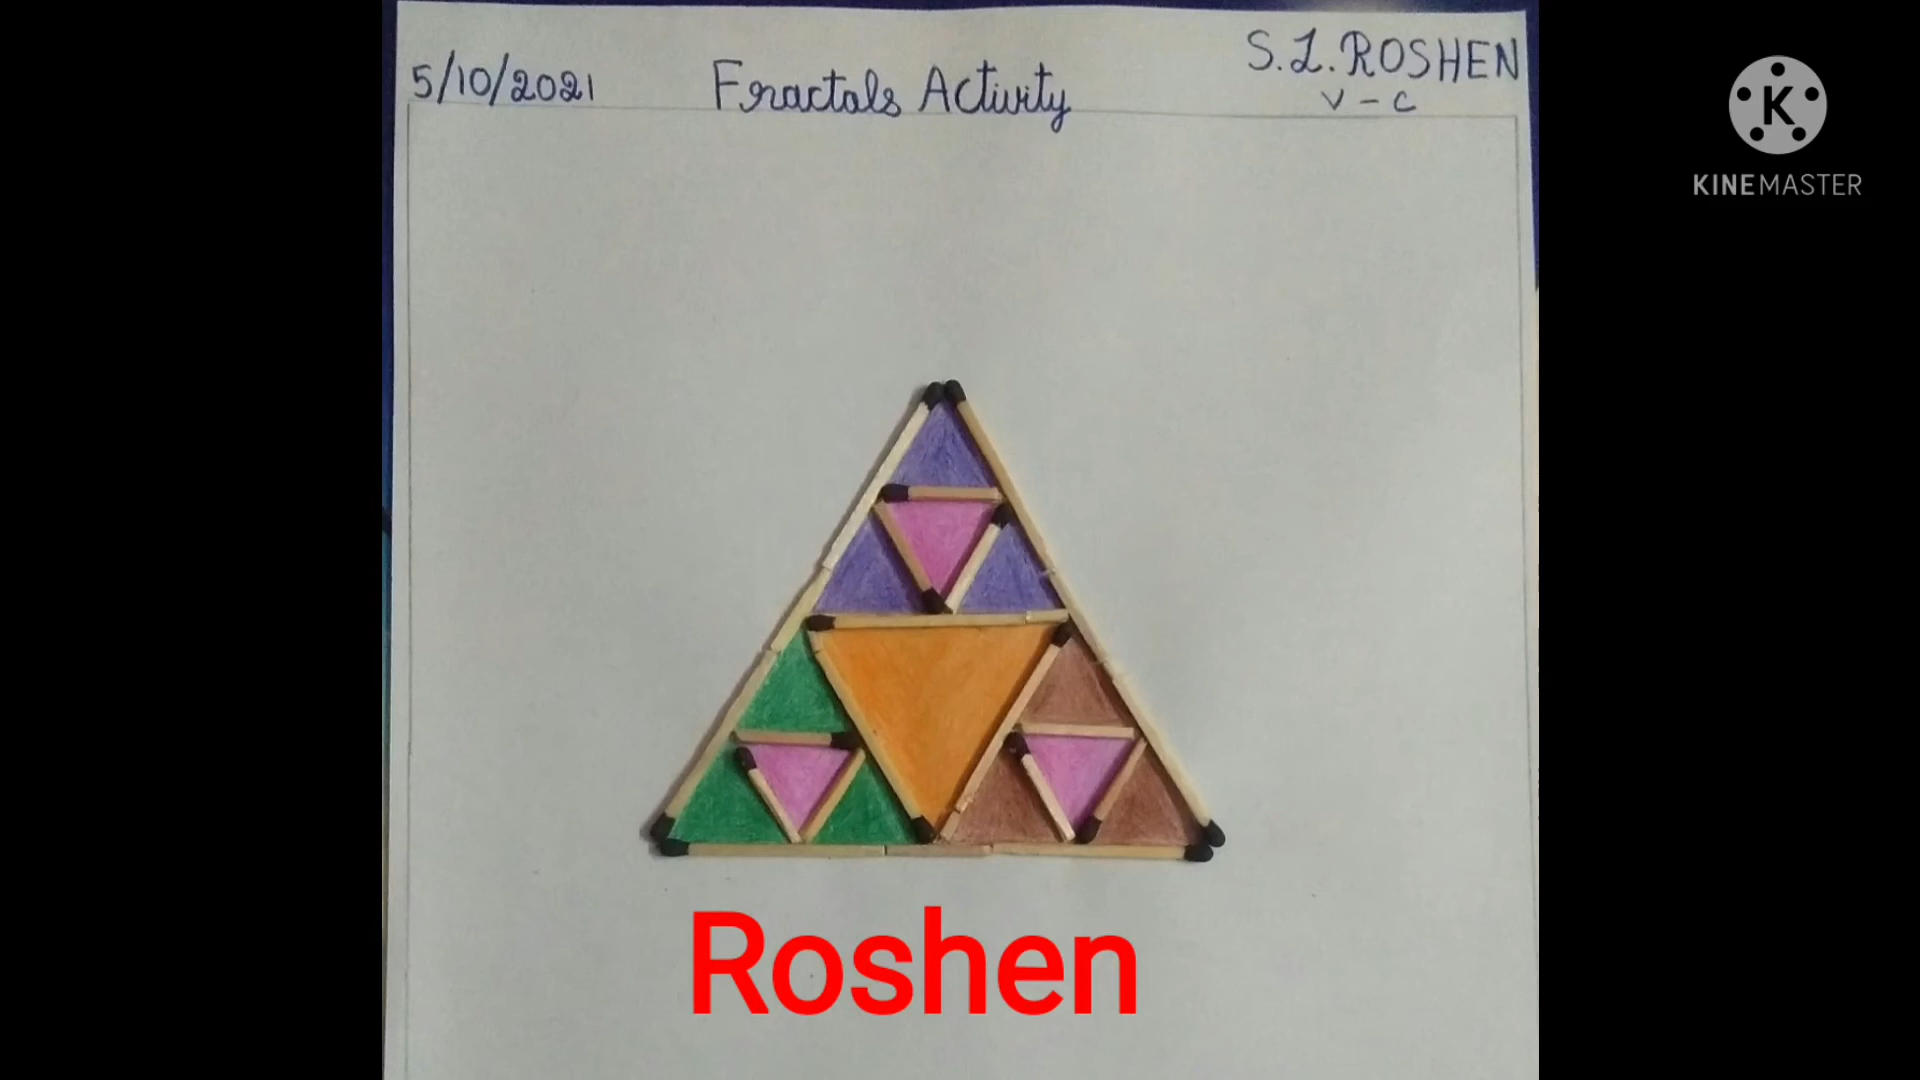 5/10/2021
Fractals Activity
S.L.ROSHEN
V - C
K
KINEMASTER
Roshen